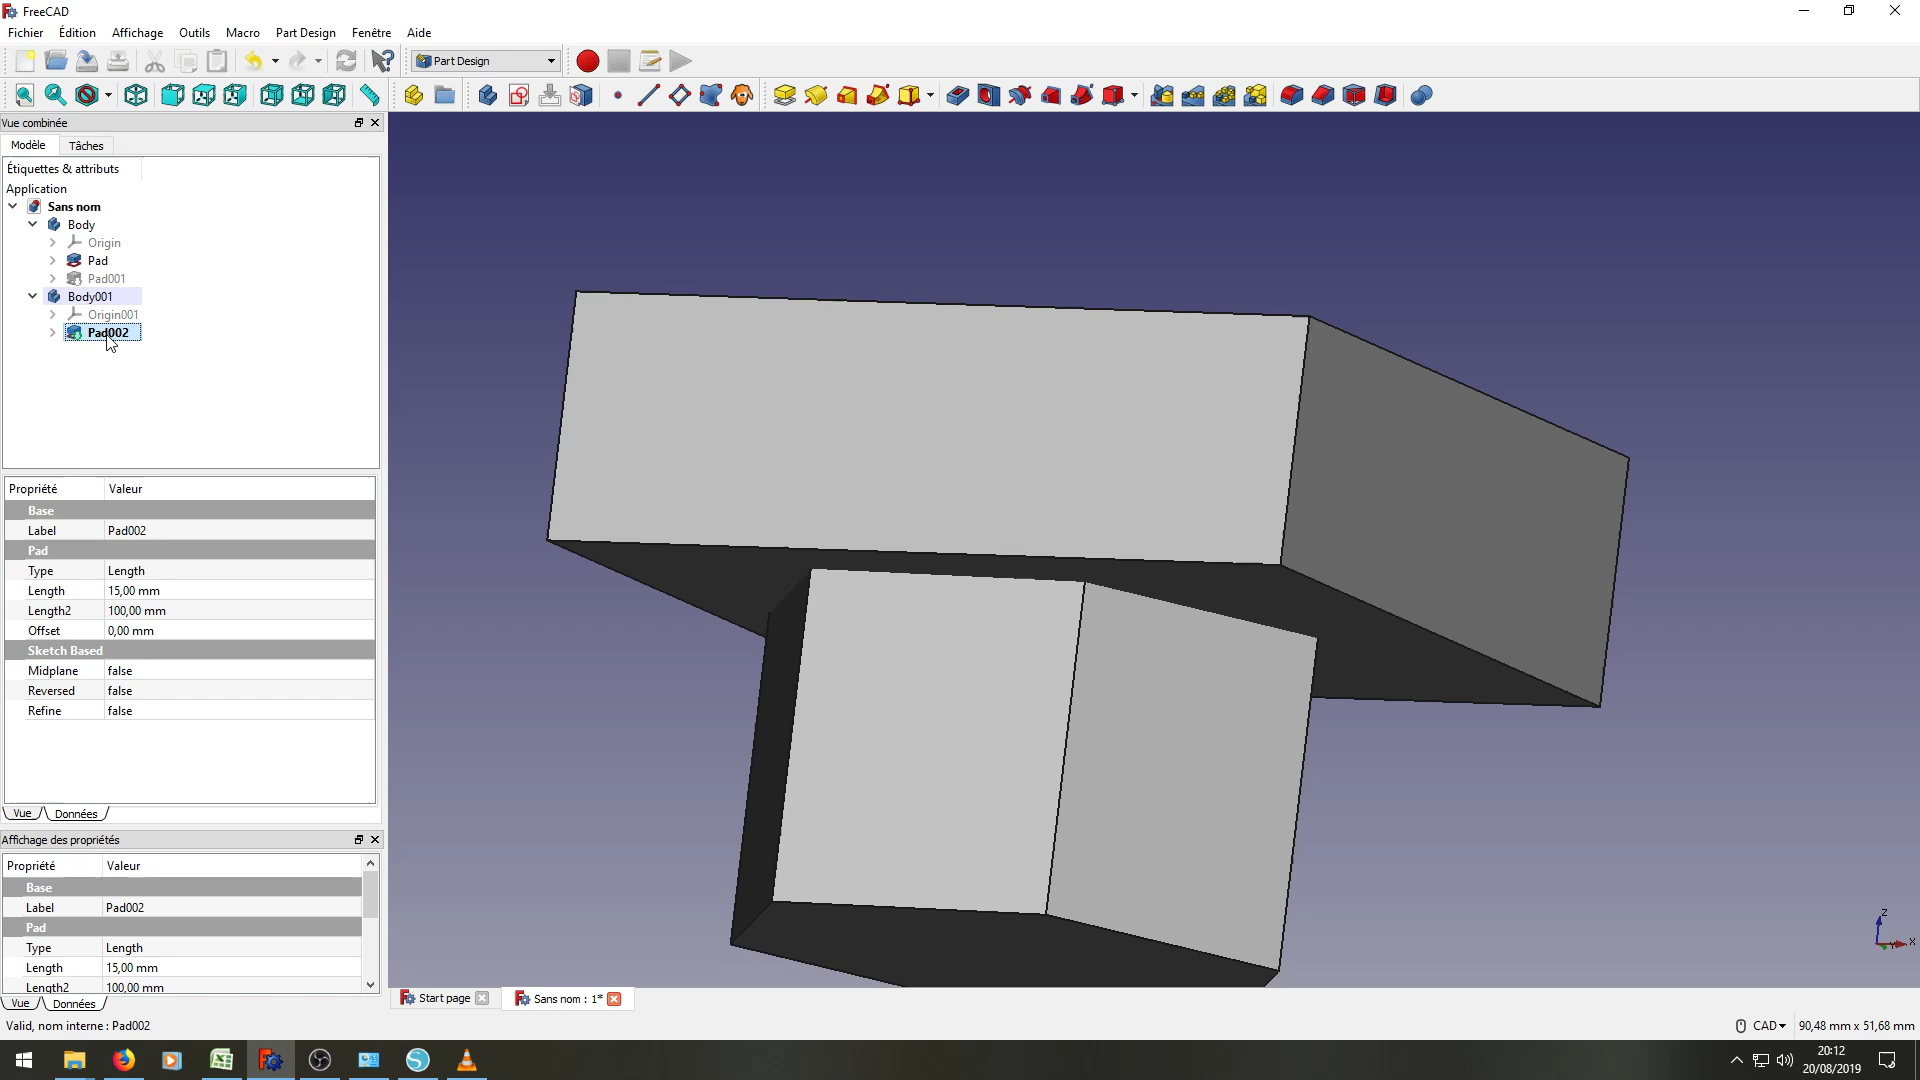 FreeCAD
Fichier Édition Affichage Outils Macro Part Design Fenêtre Aide
Part Design
Vue combinée
Modèle Tâches
Étiquettes & attributs
Application
Sans nom
Body
Origin
Pad
Pad001
Body001
Origin001
Pad002
Propriété Valeur
Base
Label Pad002
Pad
Type Length
Length 15,00 mm
Length2 100,00 mm
Offset 0,00 mm
Sketch Based
Midplane false
Reversed false
Refine false
Vue Données
Affichage des propriétés
Propriété Valeur
Base
Label Pad002
Pad
Type Length
Length 15,00 mm
Length2 100,00 mm
Vue Données
Z
X
Y
Start page Sans nom : 1*
Valid, nom interne : Pad002
CAD 90,48 mm x 51,68 mm
20:12
20/08/2019